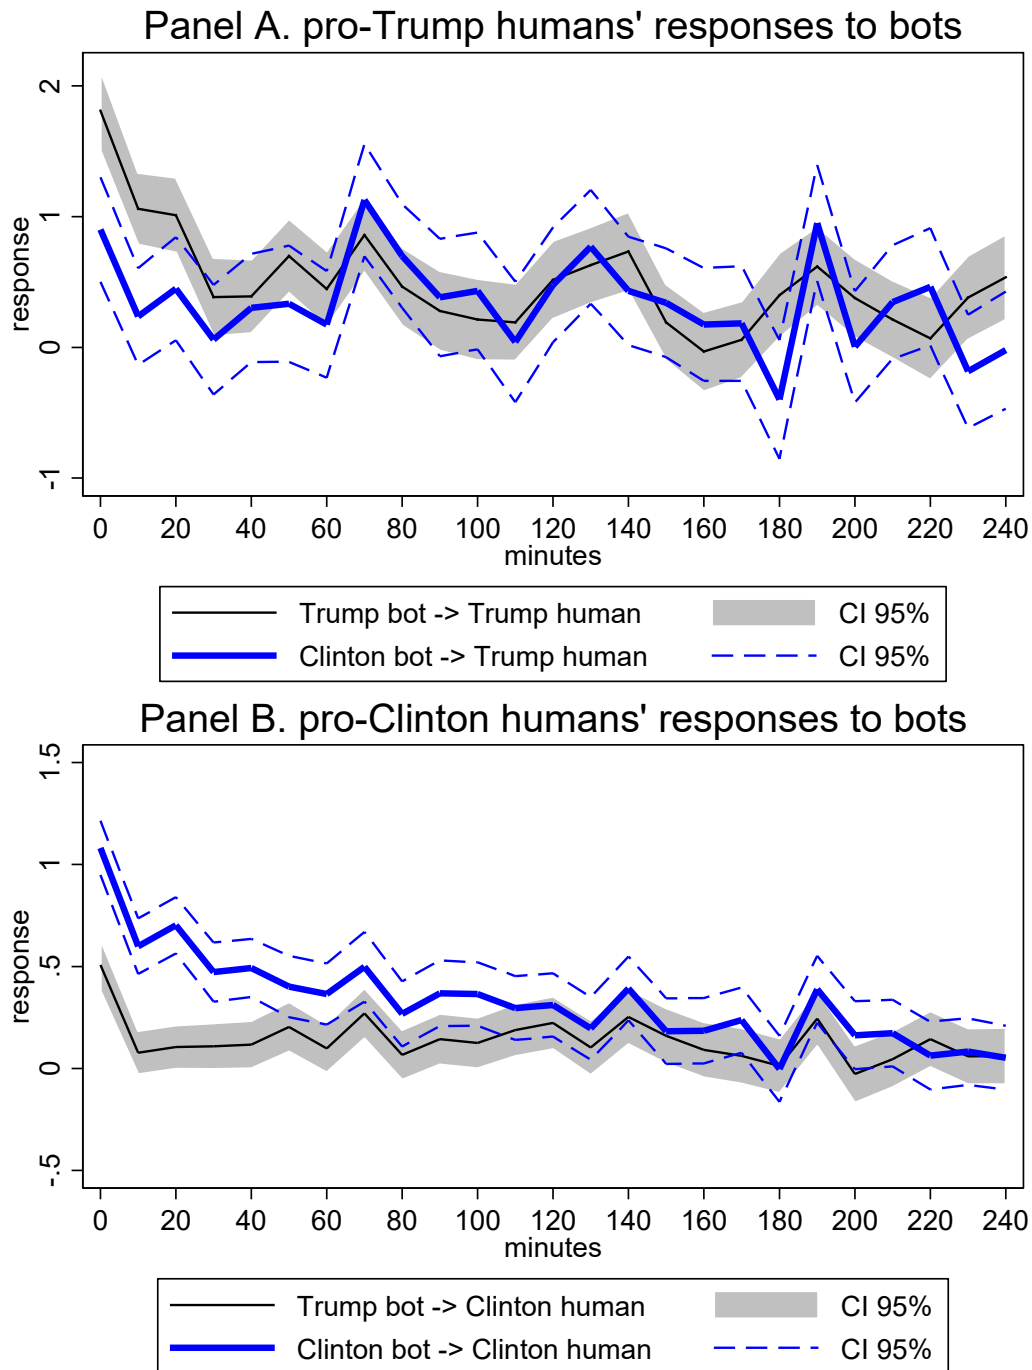 Panel A. pro-Trump humans' responses to bots
response
2
1
0
-1
0 20 40 60 80 100 120 140 160 180 200 220 240
minutes
Trump bot -> Trump human CI 95%
Clinton bot -> Trump human CI 95%
Panel B. pro-Clinton humans' responses to bots
response
1.5
1
.5
0
-.5
0 20 40 60 80 100 120 140 160 180 200 220 240
minutes
Trump bot -> Clinton human CI 95%
Clinton bot -> Clinton human CI 95%